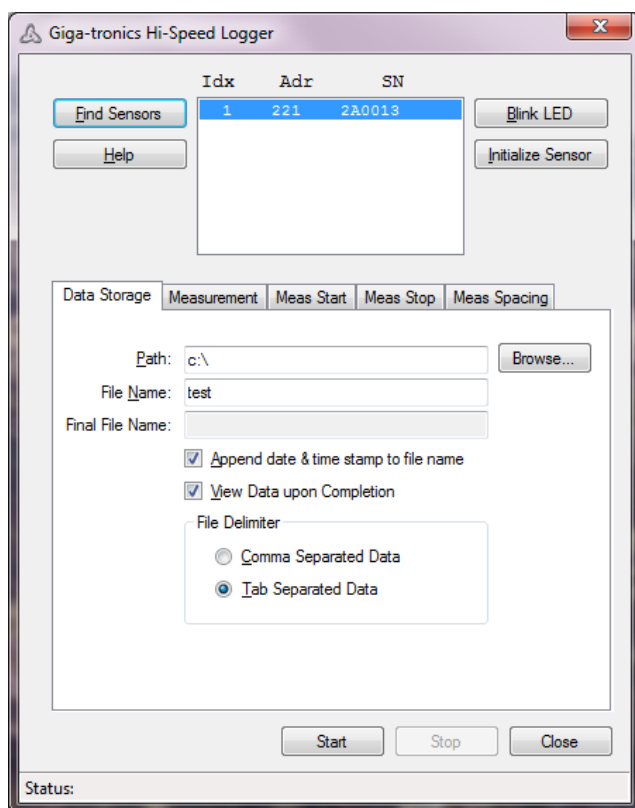 Giga-tronics Hi-Speed Logger
Idx Adr SN
Find Sensors
1 221 2A0013
Blink LED
Help
Initialize Sensor
Data Storage Measurement Meas Start Meas Stop Meas Spacing
Path: c:\ Browse...
File Name: test
Final File Name:
Append date & time stamp to file name
View Data upon Completion
File Delimiter
Comma Separated Data
Tab Separated Data
Start Stop Close
Status: